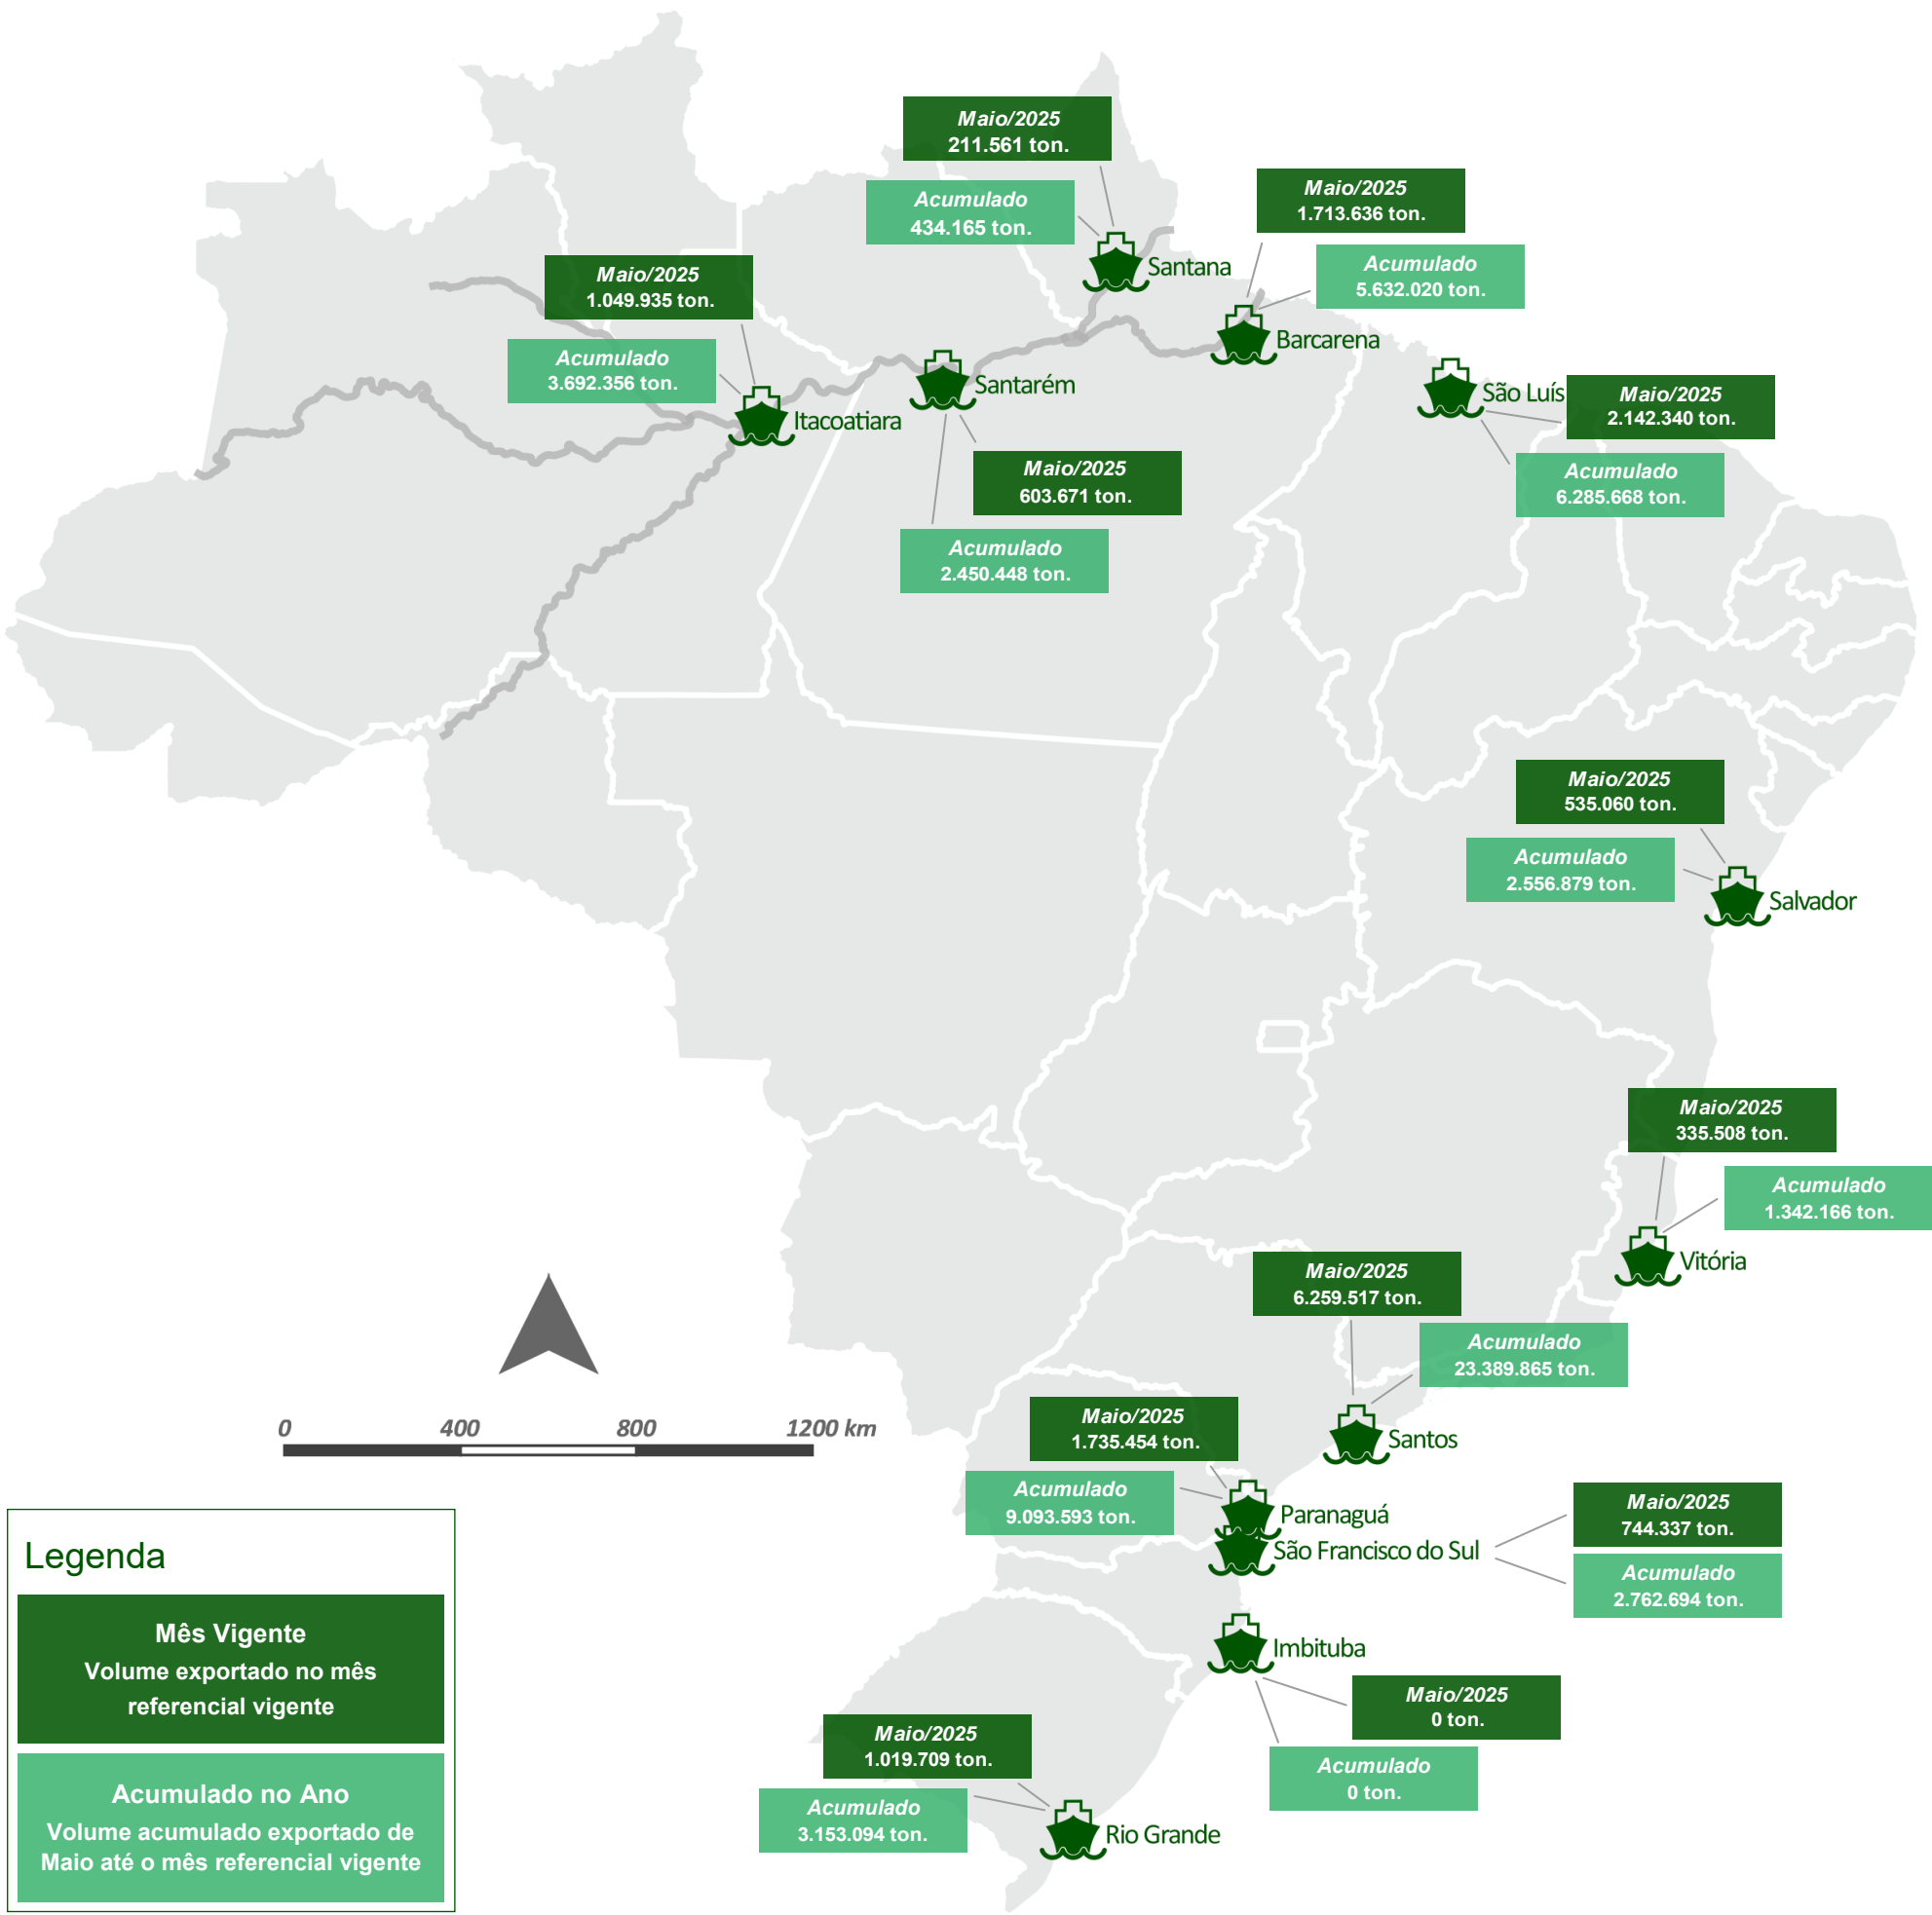 Maio/2025
211.561 ton.
Acumulado
434.165 ton.
Santana
Maio/2025
1.713.636 ton.
Acumulado
5.632.020 ton.
Barcarena
Maio/2025
1.049.935 ton.
Acumulado
3.692.356 ton.
Itacoatiara
Santarém
Maio/2025
603.671 ton.
Acumulado
2.450.448 ton.
São Luís
Maio/2025
2.142.340 ton.
Acumulado
6.285.668 ton.
Maio/2025
535.060 ton.
Acumulado
2.556.879 ton.
Salvador
Maio/2025
335.508 ton.
Acumulado
1.342.166 ton.
Vitória
Maio/2025
6.259.517 ton.
Acumulado
23.389.865 ton.
Santos
Maio/2025
1.735.454 ton.
Acumulado
9.093.593 ton.
Paranaguá
São Francisco do Sul
Maio/2025
744.337 ton.
Acumulado
2.762.694 ton.
Imbituba
Maio/2025
0 ton.
Acumulado
0 ton.
Maio/2025
1.019.709 ton.
Acumulado
3.153.094 ton.
Rio Grande
0 400 800 1200 km
Legenda
Mês Vigente
Volume exportado no mês
referencial vigente
Acumulado no Ano
Volume acumulado exportado de
Maio até o mês referencial vigente